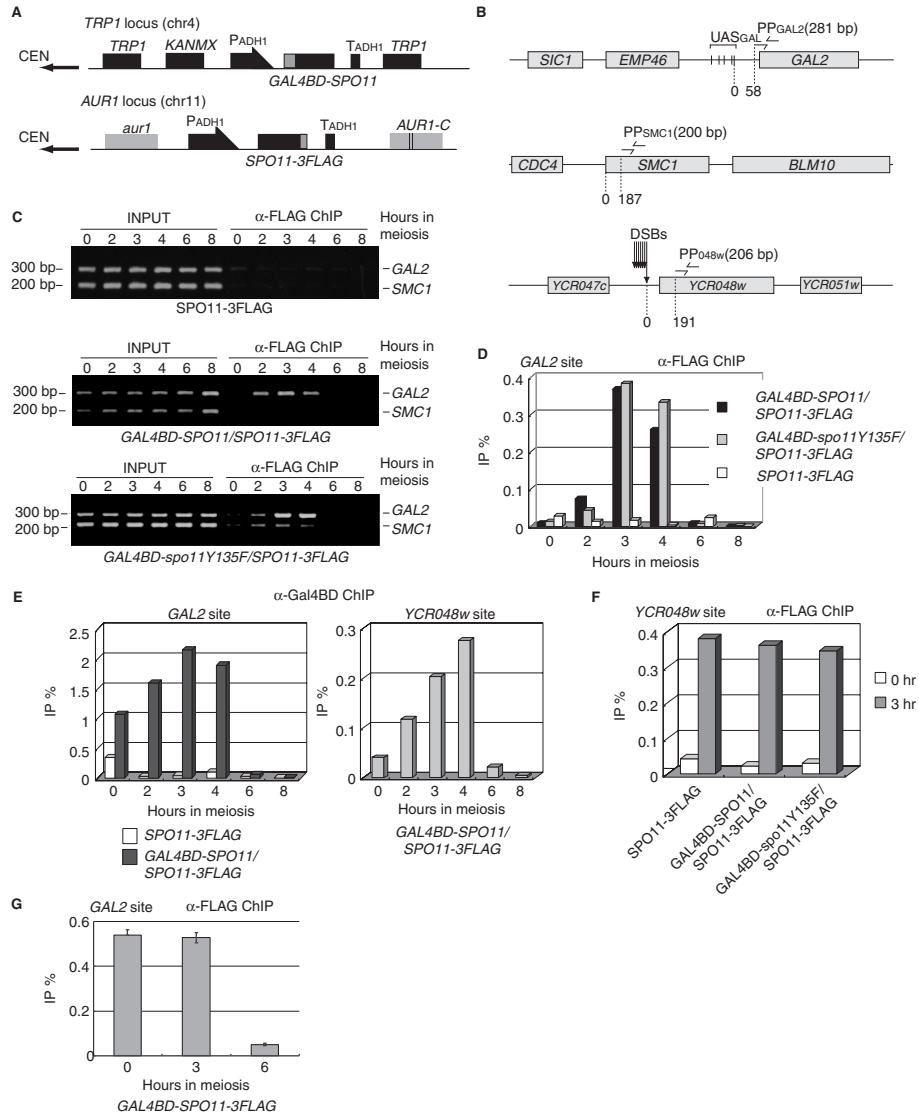 A
TRP1 locus (chr4)
CEN
TRP1 KANMX PADH1 TADH1 TRP1
GAL4BD-SPO11
AUR1 locus (chr11)
CEN
aur1 PADH1 TADH1 AUR1-C
SPO11-3FLAG
B
UASGAL PPGAL2(281 bp)
SIC1 EMP46 GAL2
0 58
PPSMC1(200 bp)
CDC4 SMC1 BLM10
0 187
DSBs
PP048w(206 bp)
YCR047c YCR048w YCR051w
0 191
C
INPUT α-FLAG ChIP Hours in
0 2 3 4 6 8 0 2 3 4 6 8 meiosis
300 bp– –GAL2
200 bp– –SMC1
SPO11-3FLAG
INPUT α-FLAG ChIP Hours in
0 2 3 4 6 8 0 2 3 4 6 8 meiosis
300 bp– –GAL2
200 bp– –SMC1
GAL4BD-SPO11/SPO11-3FLAG
INPUT α-FLAG ChIP Hours in
0 2 3 4 6 8 0 2 3 4 6 8 meiosis
300 bp– –GAL2
200 bp– –SMC1
GAL4BD-spo11Y135F/SPO11-3FLAG
D
GAL2 site α-FLAG ChIP
IP %
0.4
0.3
0.2
0.1
0
0 2 3 4 6 8
Hours in meiosis
GAL4BD-SPO11/
SPO11-3FLAG
GAL4BD-spo11Y135F/
SPO11-3FLAG
SPO11-3FLAG
E
α-Gal4BD ChIP
GAL2 site
IP %
2.5
2
1.5
1
0.5
0
0 2 3 4 6 8
Hours in meiosis
SPO11-3FLAG
GAL4BD-SPO11/
SPO11-3FLAG
YCR048w site
IP %
0.3
0.2
0.1
0
0 2 3 4 6 8
Hours in meiosis
GAL4BD-SPO11/
SPO11-3FLAG
F
YCR048w site α-FLAG ChIP
IP %
0.4
0.3
0.2
0.1
0
0 hr
3 hr
SPO11-3FLAG
GAL4BD-SPO11/
SPO11-3FLAG
GAL4BD-spo11Y135F/
SPO11-3FLAG
G
GAL2 site α-FLAG ChIP
IP %
0.6
0.4
0.2
0
0 3 6
Hours in meiosis
GAL4BD-SPO11-3FLAG